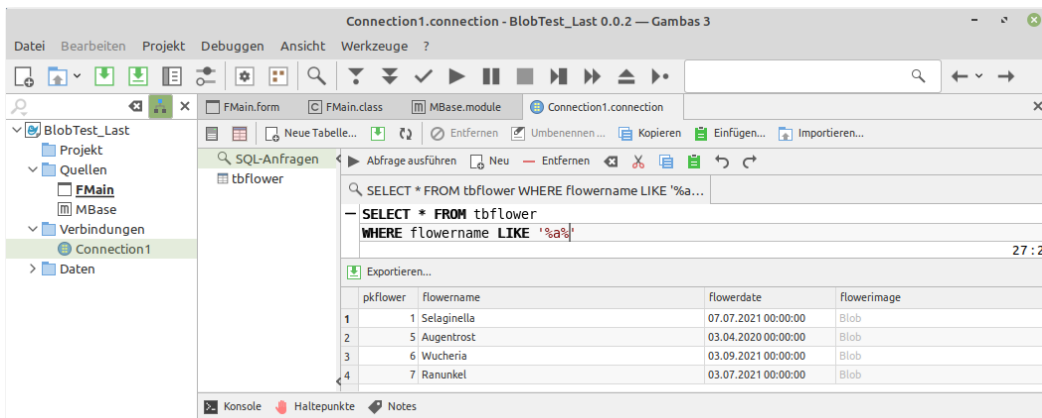 Connection1.connection - BlobTest_Last 0.0.2 — Gambas 3
Datei Bearbeiten Projekt Debuggen Ansicht Werkzeuge ?
FMain.form FMain.class MBase.module Connection1.connection
BlobTest_Last
Projekt
Quellen
FMain
MBase
Verbindungen
Connection1
Daten
Neue Tabelle... Entfernen Umbenennen ... Kopieren Einfügen... Importieren...
SQL-Anfragen
tbflower
Abfrage ausführen Neu Entfernen
SELECT * FROM tbflower WHERE flowername LIKE '%a...
SELECT * FROM tbflower
WHERE flowername LIKE '%a%'
27:2
Exportieren...
pkflower flowername flowerdate flowerimage
1 1 Selaginella 07.07.2021 00:00:00 Blob
2 5 Augentrost 03.04.2020 00:00:00 Blob
3 6 Wucheria 03.09.2021 00:00:00 Blob
4 7 Ranunkel 03.07.2021 00:00:00 Blob
Konsole Haltepunkte Notes